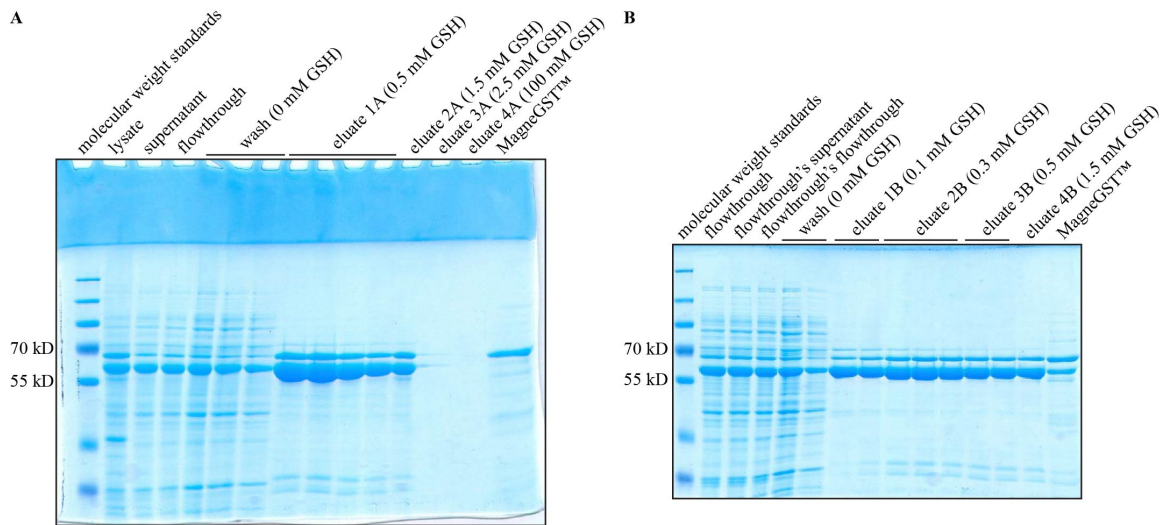 A
molecular weight standards
lysate
supernatant
flowthrough
wash (0 mM GSH)
eluate 1A (0.5 mM GSH)
eluate 2A (1.5 mM GSH)
eluate 3A (2.5 mM GSH)
eluate 4A (100 mM GSH)
MagneGST™
70 kD
55 kD
B
molecular weight standards
flowthrough
flowthrough's supernatant
flowthrough's flowthrough
wash (0 mM GSH)
eluate 1B (0.1 mM GSH)
eluate 2B (0.3 mM GSH)
eluate 3B (0.5 mM GSH)
eluate 4B (1.5 mM GSH)
MagneGST™
70 kD
55 kD